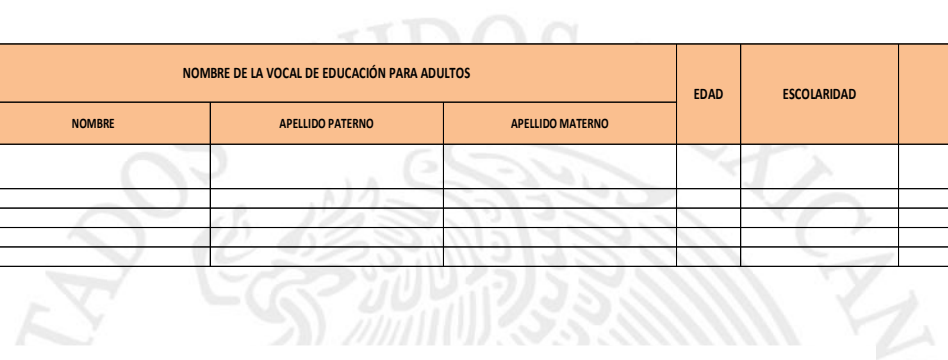 NOMBRE DE LA VOCAL DE EDUCACIÓN PARA ADULTOS
EDAD
ESCOLARIDAD
NOMBRE
APELLIDO PATERNO
APELLIDO MATERNO